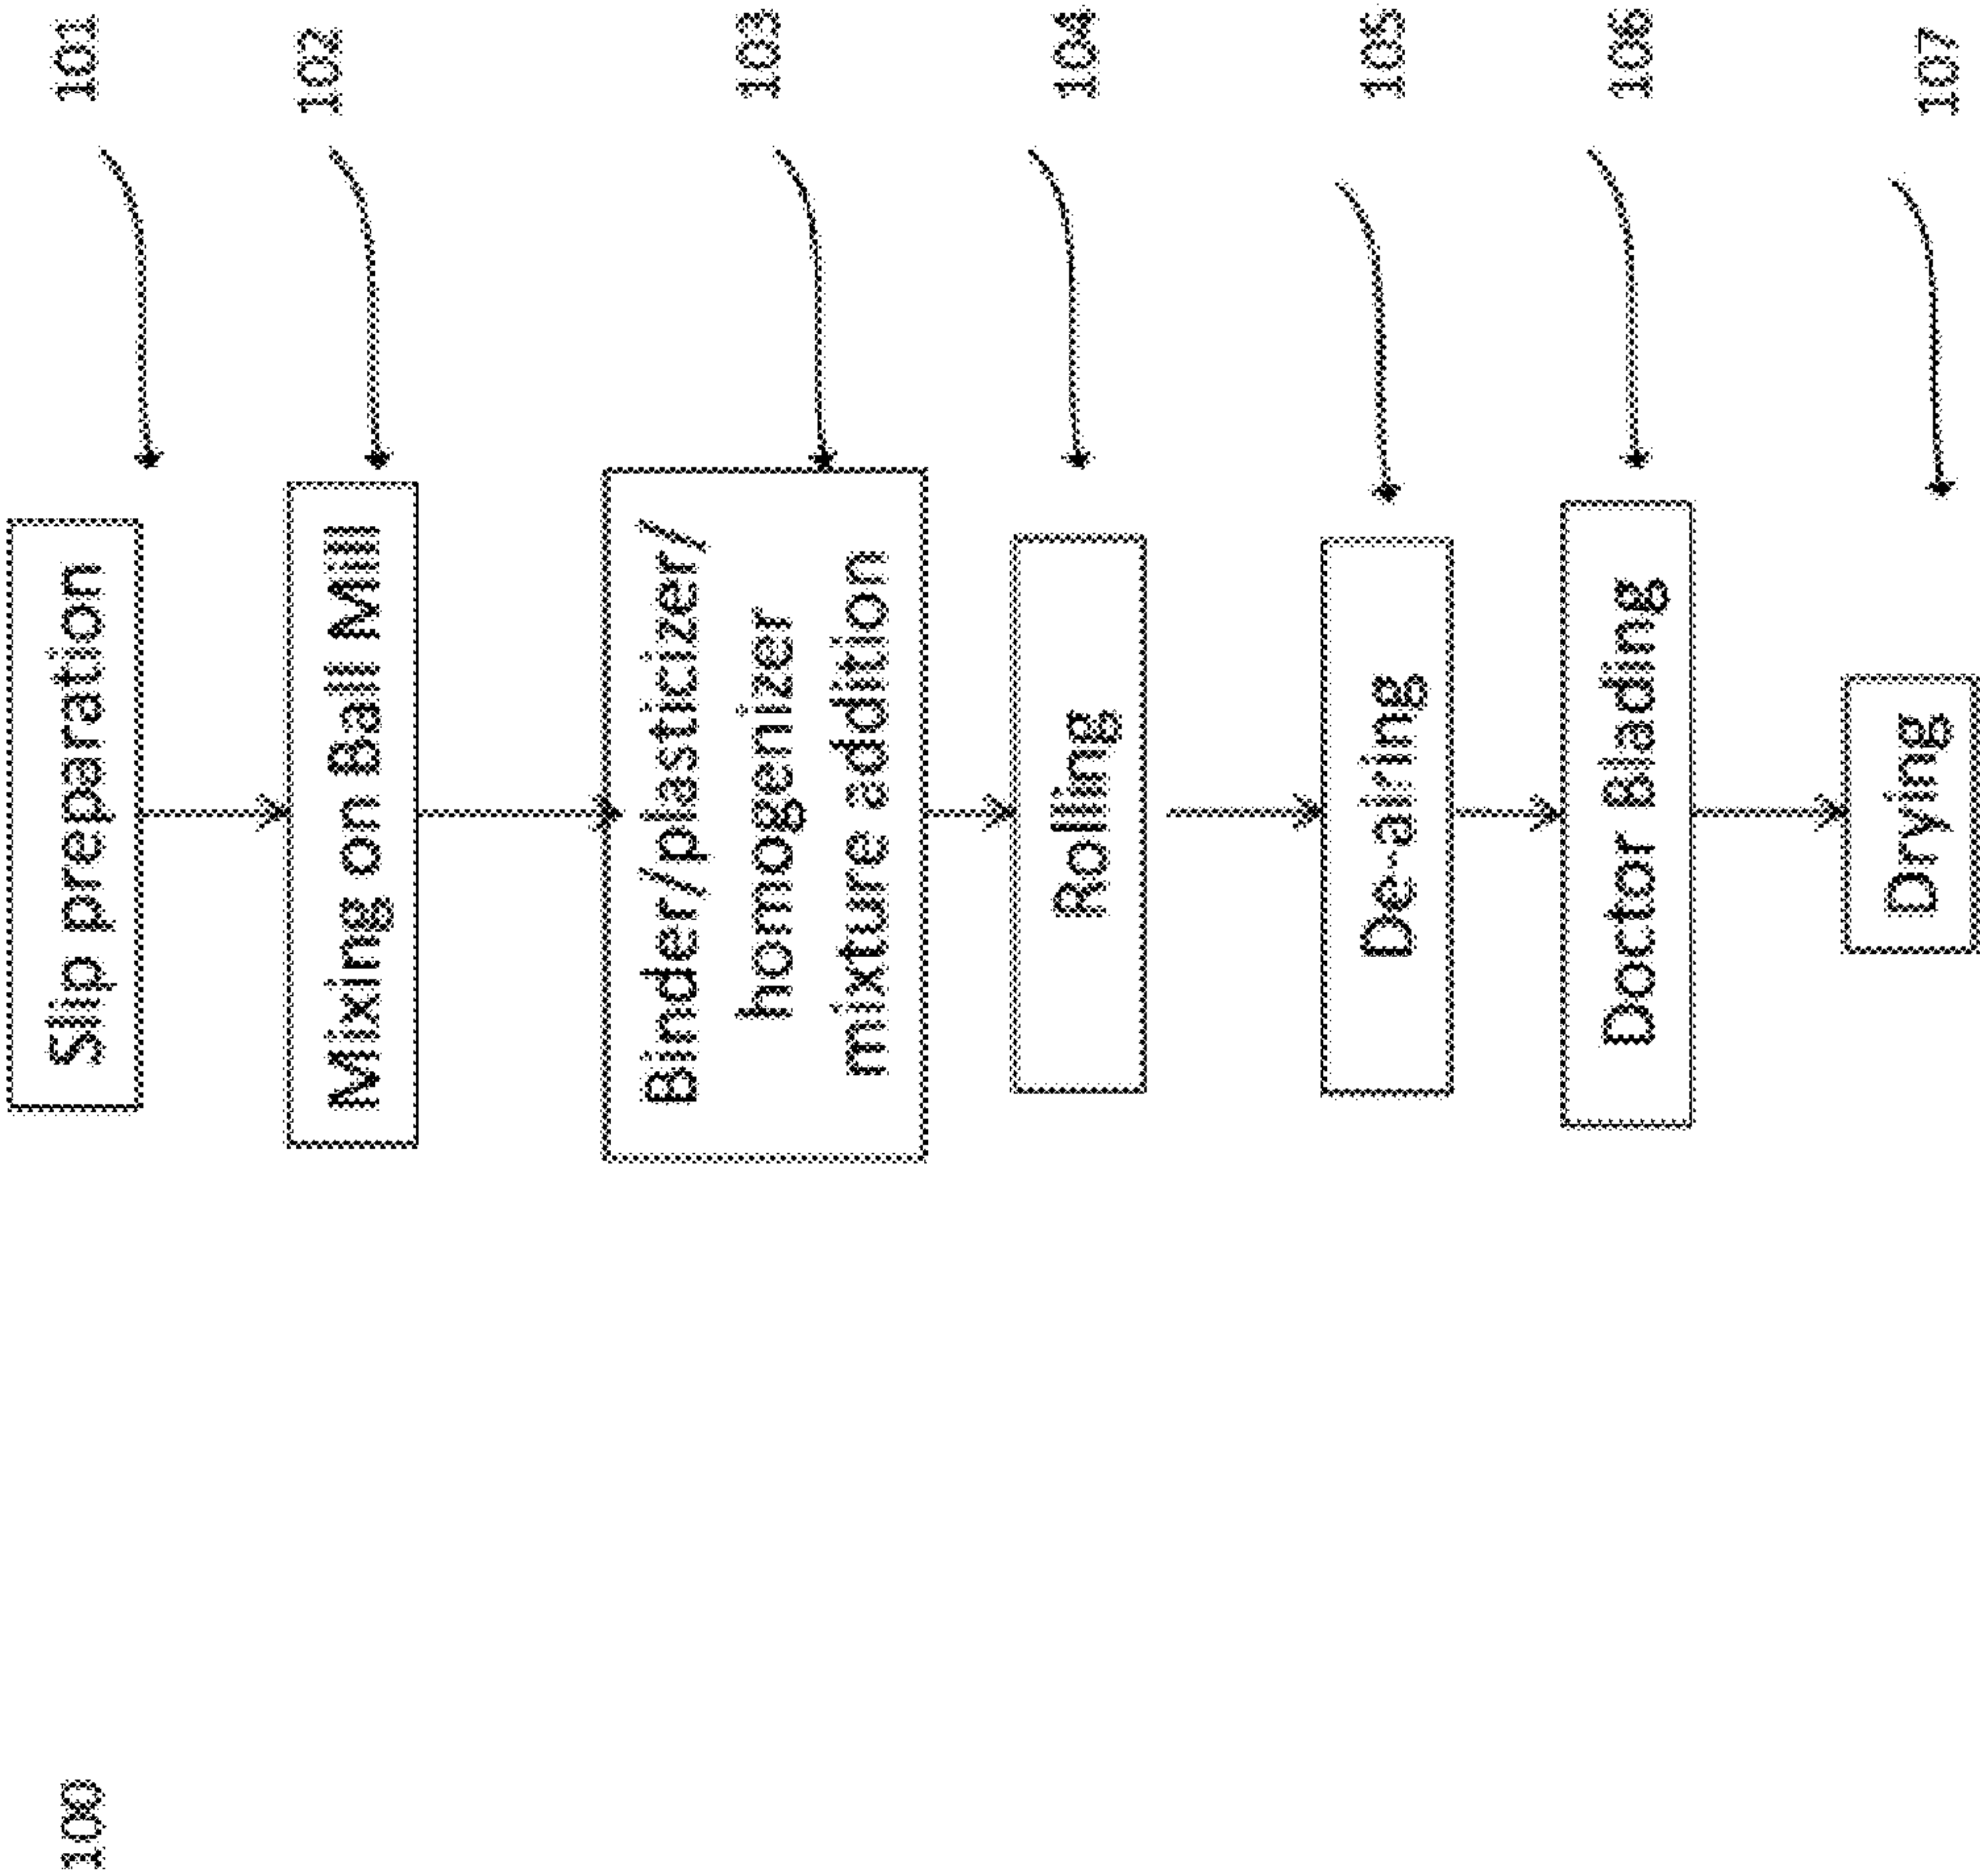 100
Slip preparation
101
Mixing on Ball Mill
102
Binder/plasticizer/
homogenizer
mixture addition
103
Rolling
104
De-airing
105
Doctor Blading
106
Drying
107